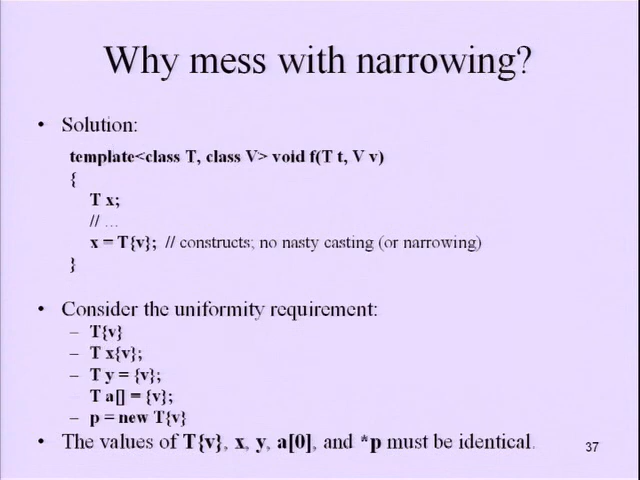 Why mess with narrowing?
• Solution:
template<class T, class V> void f(T t, V v)
{
T x;
// ...
x = T{v}; // constructs; no nasty casting (or narrowing)
}
• Consider the uniformity requirement:
– T{v}
– T x{v};
– T y = {v};
T a[] = {v};
– p = new T{v}
• The values of T{v}, x, y, a[0], and *p must be identical.
37